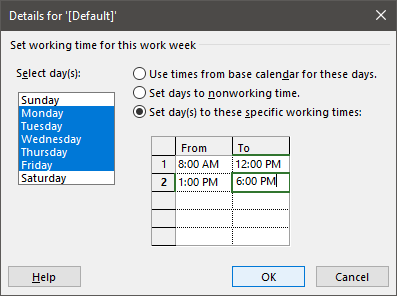 Details for '[Default]'
Set working time for this work week
Select day(s):
Sunday
Monday
Tuesday
Wednesday
Thursday
Friday
Saturday
Use times from base calendar for these days.
Set days to nonworking time.
Set day(s) to these specific working times:
From To
1 8:00 AM 12:00 PM
2 1:00 PM 6:00 PM
Help OK Cancel